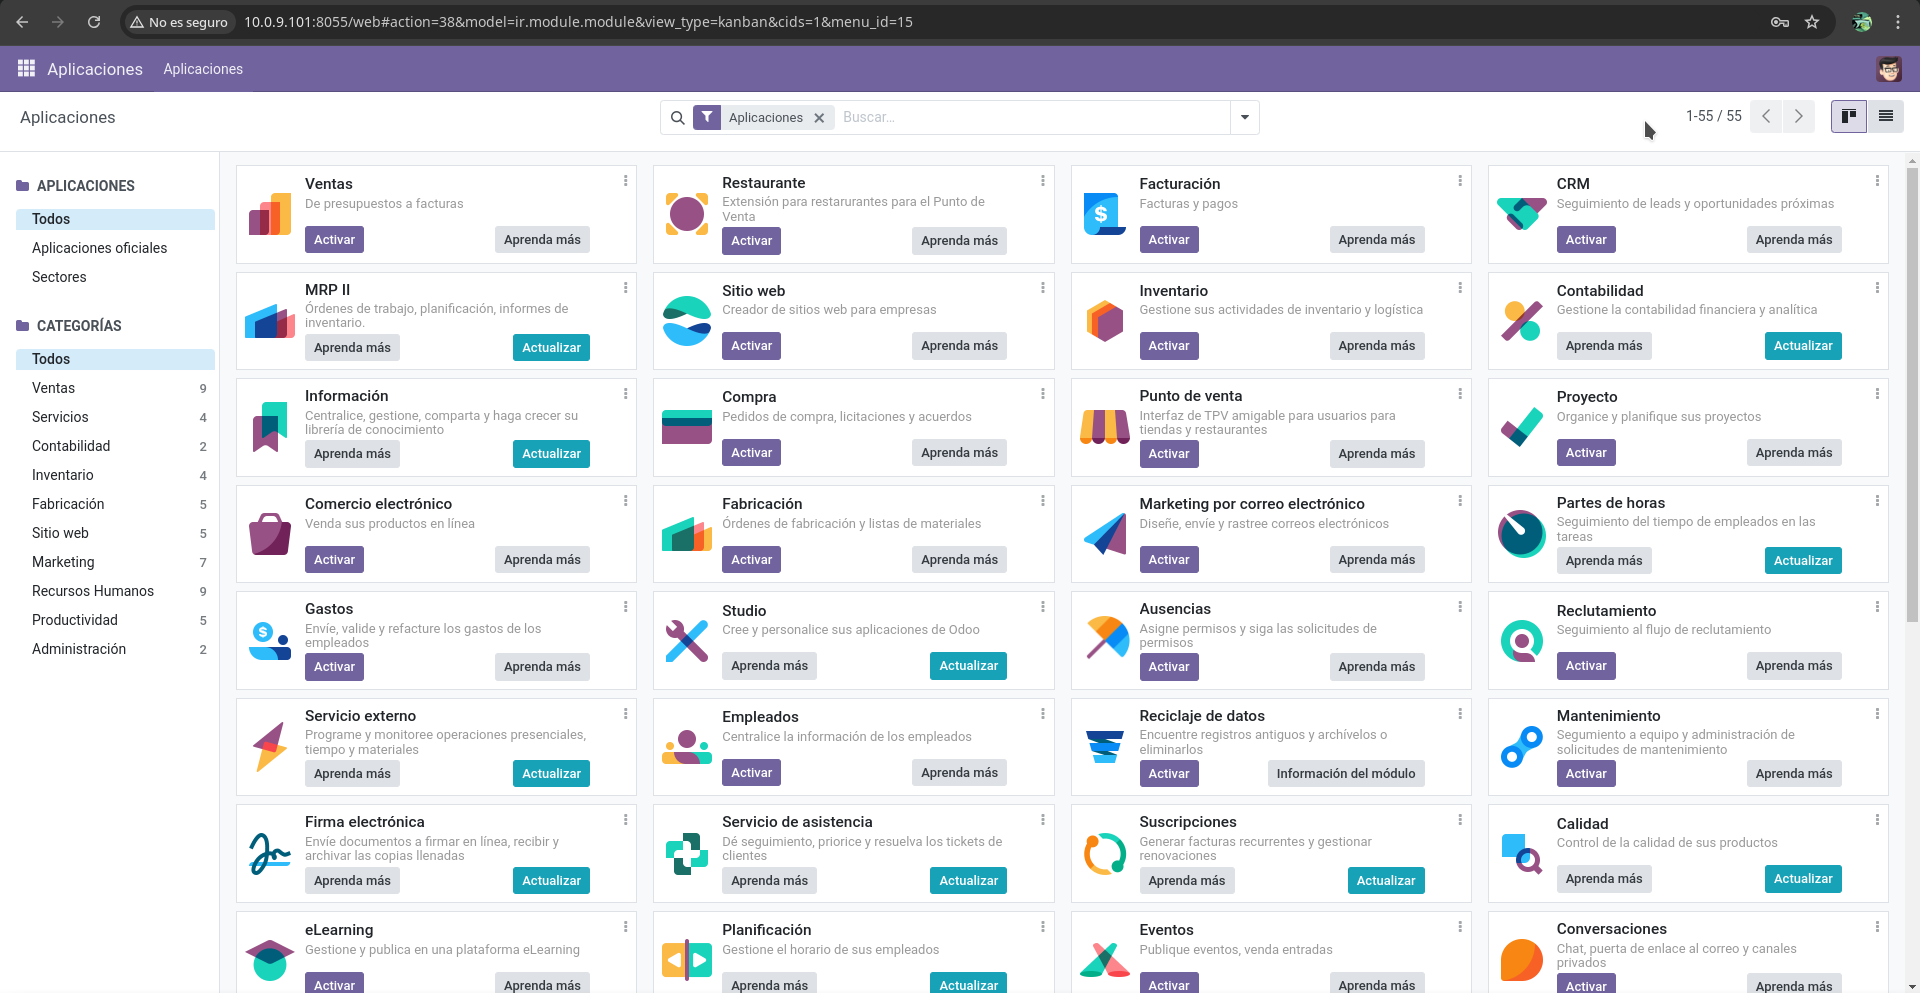 No es seguro
10.0.9.101:8055/web#action=38&model=ir.module.module&view_type=kanban&cids=1&menu_id=15
Aplicaciones
Aplicaciones
Aplicaciones
Aplicaciones
Buscar...
1-55 / 55
APLICACIONES
Todos
Aplicaciones oficiales
Sectores
CATEGORÍAS
Todos
Ventas 9
Servicios 4
Contabilidad 2
Inventario 4
Fabricación 5
Sitio web 5
Marketing 7
Recursos Humanos 9
Productividad 5
Administración 2
Ventas
De presupuestos a facturas
Activar Aprenda más
Restaurante
Extensión para restarurantes para el Punto de
Venta
Activar Aprenda más
Facturación
Facturas y pagos
Activar Aprenda más
CRM
Seguimiento de leads y oportunidades próximas
Activar Aprenda más
MRP II
Órdenes de trabajo, planificación, informes de
inventario.
Aprenda más Actualizar
Sitio web
Creador de sitios web para empresas
Activar Aprenda más
Inventario
Gestione sus actividades de inventario y logística
Activar Aprenda más
Contabilidad
Gestione la contabilidad financiera y analítica
Aprenda más Actualizar
Información
Centralice, gestione, comparta y haga crecer su
librería de conocimiento
Aprenda más Actualizar
Compra
Pedidos de compra, licitaciones y acuerdos
Activar Aprenda más
Punto de venta
Interfaz de TPV amigable para usuarios para
tiendas y restaurantes
Activar Aprenda más
Proyecto
Organice y planifique sus proyectos
Activar Aprenda más
Comercio electrónico
Venda sus productos en línea
Activar Aprenda más
Fabricación
Órdenes de fabricación y listas de materiales
Activar Aprenda más
Marketing por correo electrónico
Diseñe, envíe y rastree correos electrónicos
Activar Aprenda más
Partes de horas
Seguimiento del tiempo de empleados en las
tareas
Aprenda más Actualizar
Gastos
Envíe, valide y refacture los gastos de los
empleados
Activar Aprenda más
Studio
Cree y personalice sus aplicaciones de Odoo
Aprenda más Actualizar
Ausencias
Asigne permisos y siga las solicitudes de
permisos
Activar Aprenda más
Reclutamiento
Seguimiento al flujo de reclutamiento
Activar Aprenda más
Servicio externo
Programe y monitoree operaciones presenciales,
tiempo y materiales
Aprenda más Actualizar
Empleados
Centralice la información de los empleados
Activar Aprenda más
Reciclaje de datos
Encuentre registros antiguos y archívelos o
eliminarlos
Activar Información del módulo
Mantenimiento
Segumiento a equipo y administración de
solicitudes de mantenimiento
Activar Aprenda más
Firma electrónica
Envíe documentos a firmar en línea, recibir y
archivar las copias llenadas
Aprenda más Actualizar
Servicio de asistencia
Dé seguimiento, priorice y resuelva los tickets de
clientes
Aprenda más Actualizar
Suscripciones
Generar facturas recurrentes y gestionar
renovaciones
Aprenda más Actualizar
Calidad
Control de la calidad de sus productos
Aprenda más Actualizar
eLearning
Gestione y publica en una plataforma eLearning
Activar Aprenda más
Planificación
Gestione el horario de sus empleados
Aprenda más Actualizar
Eventos
Publique eventos, venda entradas
Activar Aprenda más
Conversaciones
Chat, puerta de enlace al correo y canales
privados
Activar Aprenda más